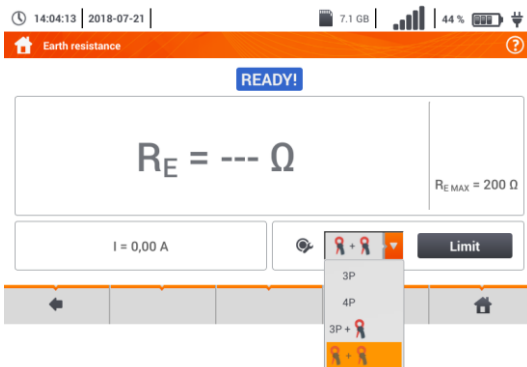 14:04:13 2018-07-21 7.1 GB 44 %
Earth resistance ?
READY!
RE = --- Ω
RE MAX = 200 Ω
I = 0,00 A
+
Limit
3P
4P
3P +
+